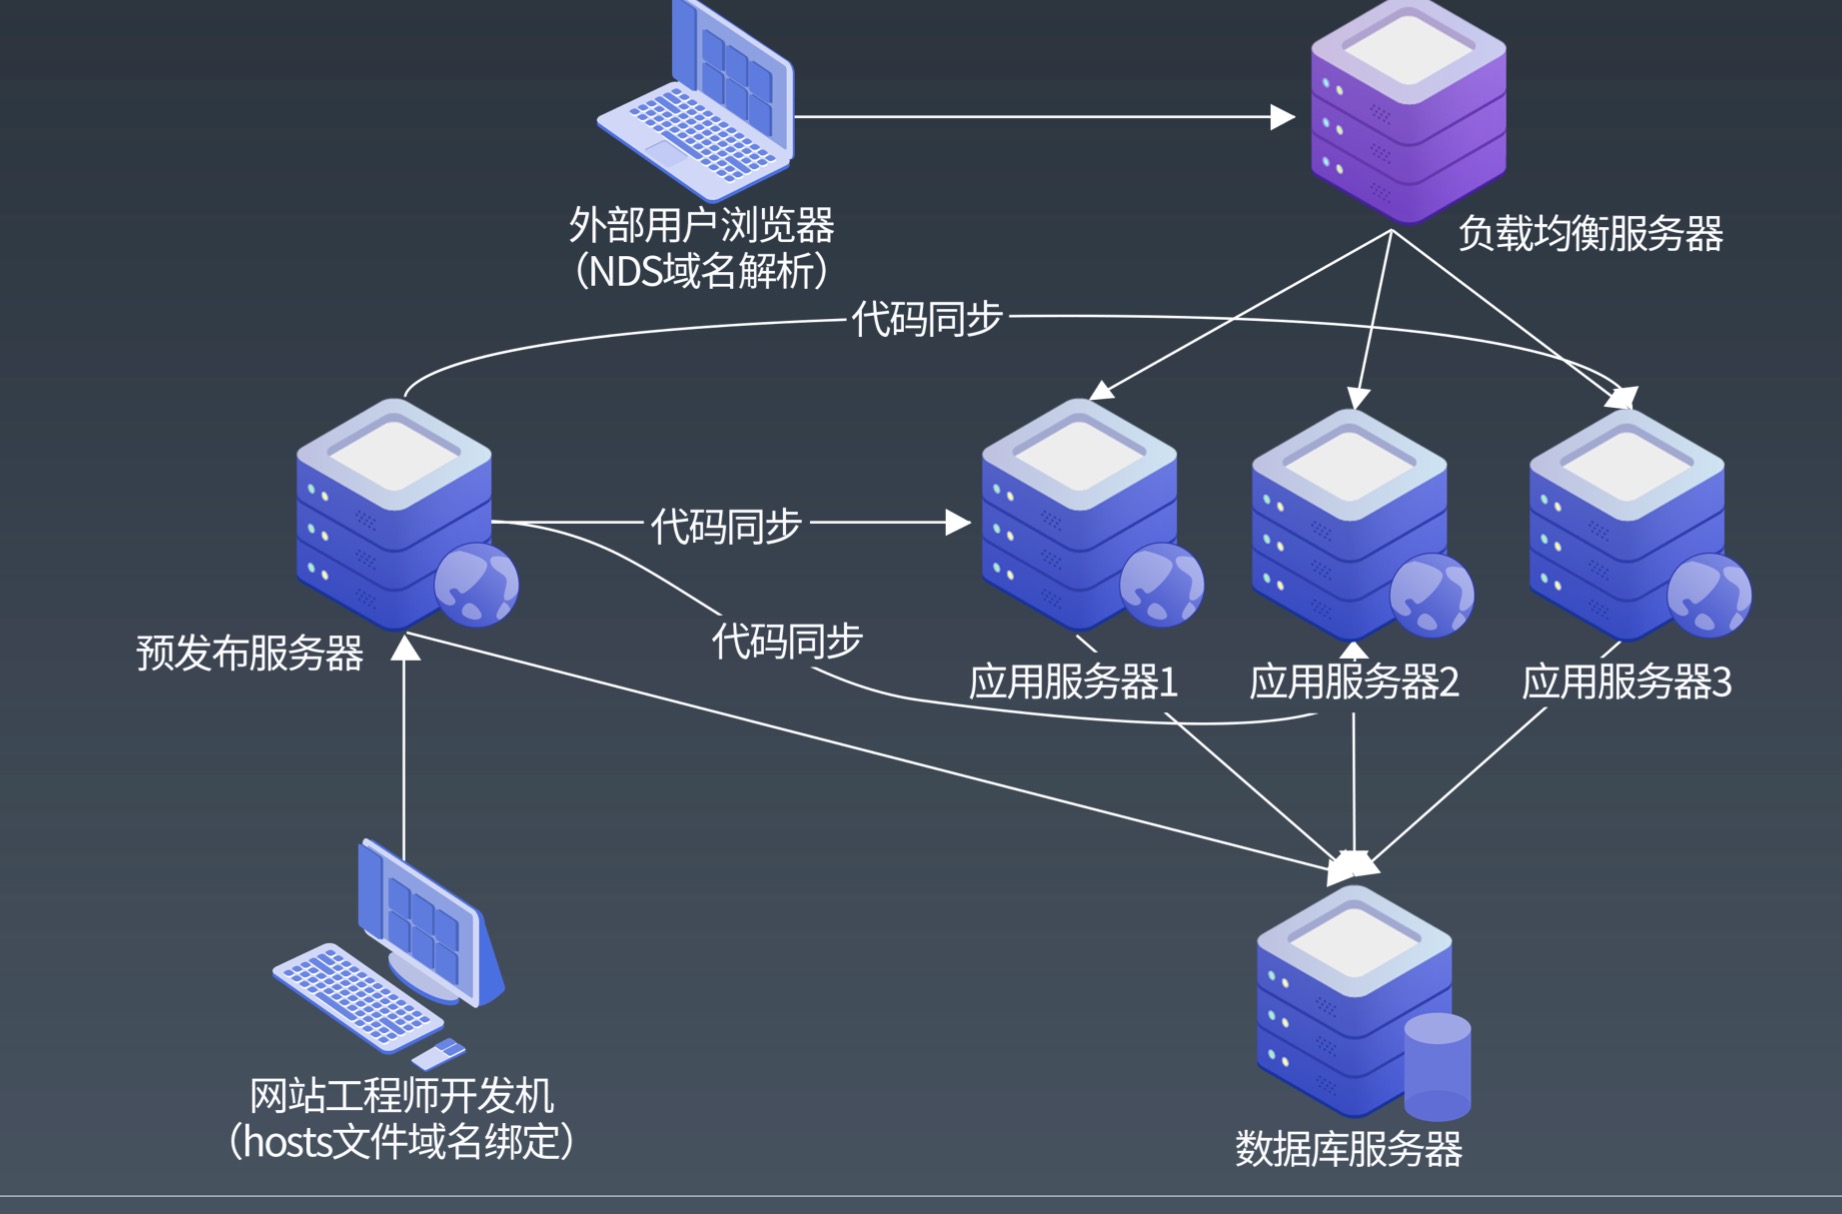 外部用户浏览器
（NDS域名解析）
负载均衡服务器
代码同步
代码同步
代码同步
预发布服务器
应用服务器1
应用服务器2
应用服务器3
网站工程师开发机
（hosts文件域名绑定）
数据库服务器